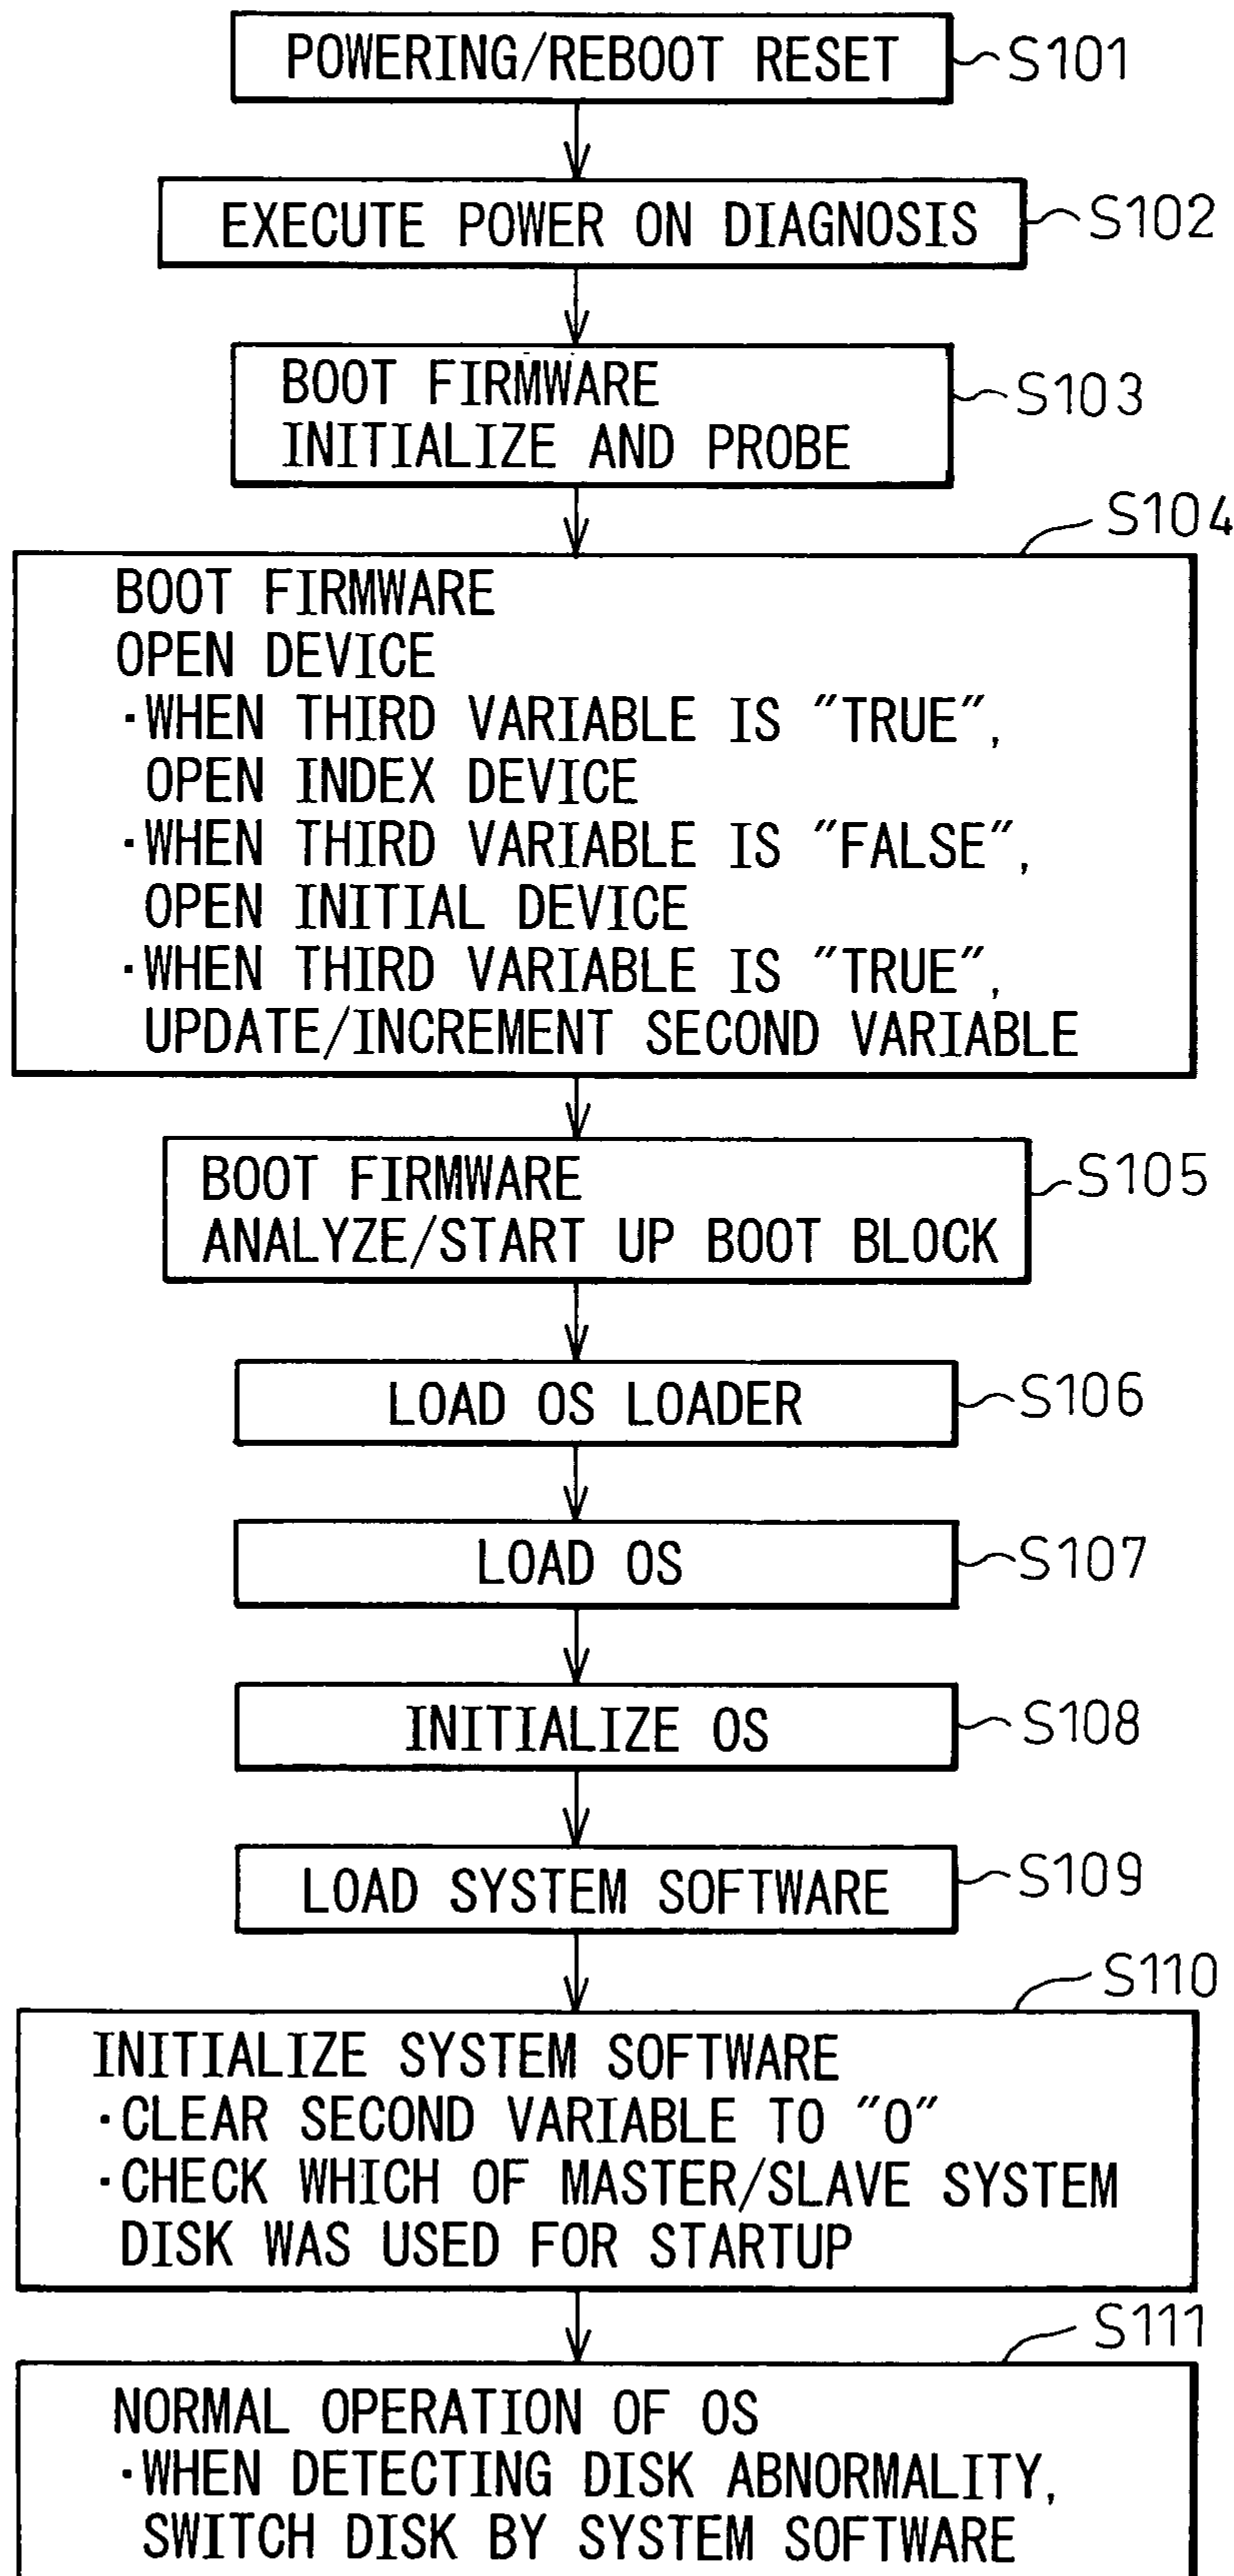 POWERING/REBOOT RESET S101
EXECUTE POWER ON DIAGNOSIS S102
BOOT FIRMWARE
INITIALIZE AND PROBE
S103
S104
BOOT FIRMWARE
OPEN DEVICE
·WHEN THIRD VARIABLE IS "TRUE",
OPEN INDEX DEVICE
·WHEN THIRD VARIABLE IS "FALSE",
OPEN INITIAL DEVICE
·WHEN THIRD VARIABLE IS "TRUE",
UPDATE/INCREMENT SECOND VARIABLE
BOOT FIRMWARE
ANALYZE/START UP BOOT BLOCK
S105
LOAD OS LOADER S106
LOAD OS S107
INITIALIZE OS S108
LOAD SYSTEM SOFTWARE S109
S110
INITIALIZE SYSTEM SOFTWARE
·CLEAR SECOND VARIABLE TO "0"
·CHECK WHICH OF MASTER/SLAVE SYSTEM
DISK WAS USED FOR STARTUP
S111
NORMAL OPERATION OF OS
·WHEN DETECTING DISK ABNORMALITY,
SWITCH DISK BY SYSTEM SOFTWARE